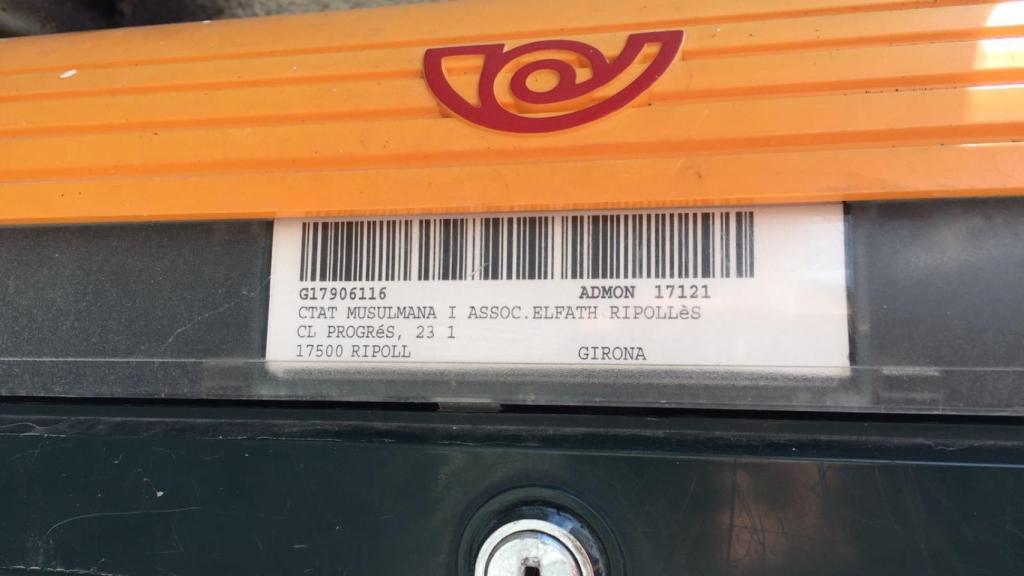 G17906116 ADMON 17121
CTAT MUSULMANA I ASSOC.ELFATH RIPOLLèS
CL PROGRéS, 23 1
17500 RIPOLL GIRONA